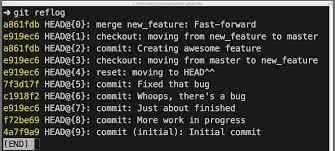 ➜ git reflog
a861fdb HEAD@{0}: merge new_feature: Fast-forward
e919ec6 HEAD@{1}: checkout: moving from new_feature to master
a861fdb HEAD@{2}: commit: Creating awesome feature
e919ec6 HEAD@{3}: checkout: moving from master to new_feature
e919ec6 HEAD@{4}: reset: moving to HEAD^^
7f3d17f HEAD@{5}: commit: Fixed that bug
c1918f2 HEAD@{6}: commit: Whoops, there's a bug
e919ec6 HEAD@{7}: commit: Just about finished
f72be69 HEAD@{8}: commit: More work in progress
4a7f9a9 HEAD@{9}: commit (initial): Initial commit
(END)